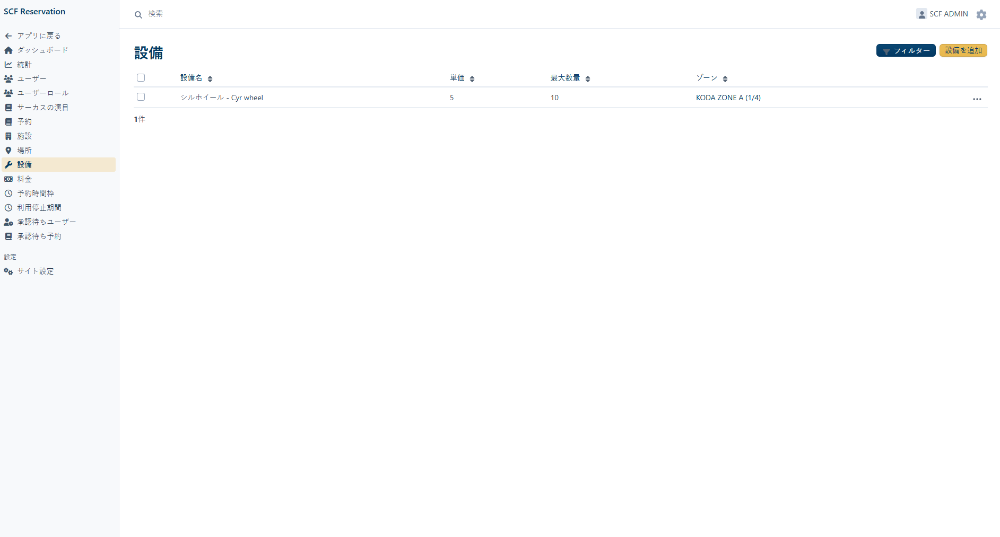 SCF Reservation
アプリに戻る
ダッシュボード
統計
ユーザー
ユーザーロール
サーカスの演目
予約
施設
場所
設備
料金
予約時間枠
利用停止期間
承認待ちユーザー
承認待ち予約
設定
サイト設定
検索
SCF ADMIN
設備
フィルター
設備を追加
設備名 単価 最大数量 ゾーン
シルホイール - Cyr wheel 5 10 KODA ZONE A (1/4)
1件